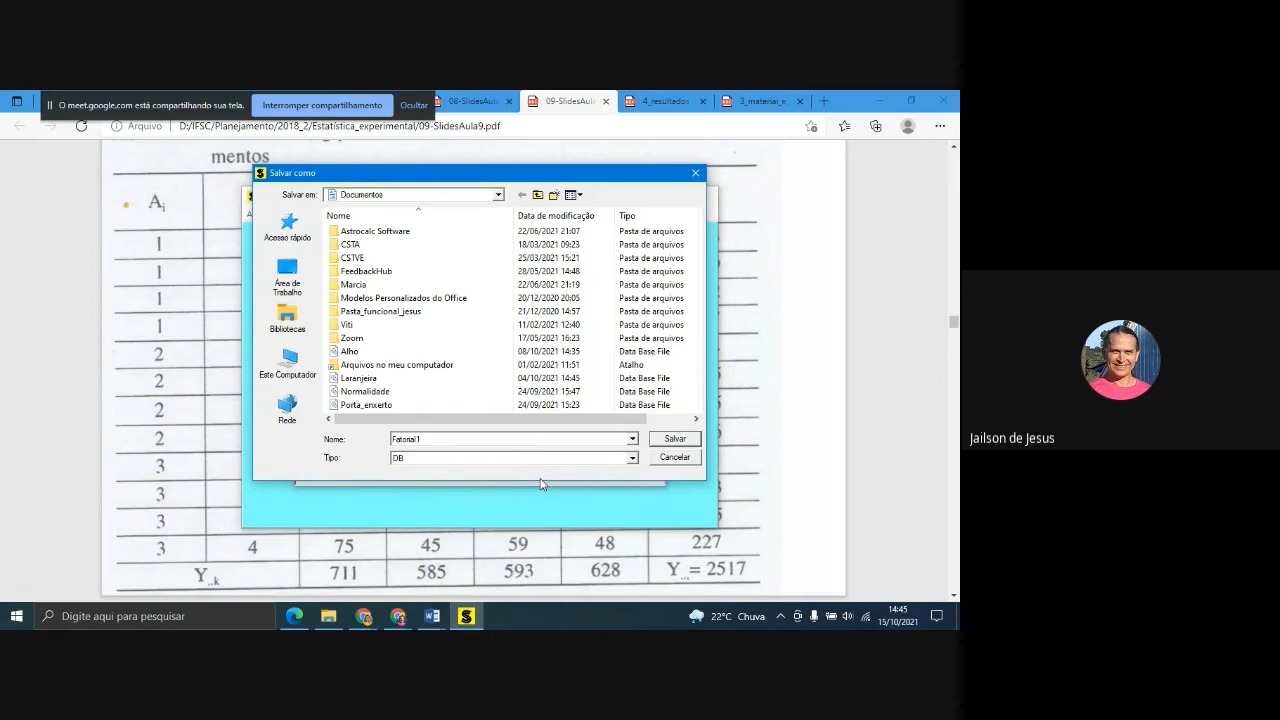 O meet.google.com está compartilhando sua tela.
Interromper compartilhamento
Ocultar
08-SlidesAula
09-SlidesAula
4_resultados
3_material_e
Arquivo
D:/IFSC/Planejamento/2018_2/Estatística_experimental/09-SlidesAula9.pdf
mentos
Salvar como
Salvar em:
Documentos
Nome
Data de modificação
Tipo
Acesso rápido
Área de Trabalho
Bibliotecas
Este Computador
Rede
Astrocalc Software 22/06/2021 21:07 Pasta de arquivos
CSTA 18/03/2021 09:23 Pasta de arquivos
CSTVE 25/03/2021 15:21 Pasta de arquivos
FeedbackHub 28/05/2021 14:48 Pasta de arquivos
Marcia 22/06/2021 21:19 Pasta de arquivos
Modelos Personalizados do Office 20/12/2020 20:05 Pasta de arquivos
Pasta_funcional_jesus 21/12/2020 14:57 Pasta de arquivos
Viti 11/02/2021 12:40 Pasta de arquivos
Zoom 17/05/2021 16:23 Pasta de arquivos
Alho 08/10/2021 14:35 Data Base File
Arquivos no meu computador 01/02/2021 11:51 Atalho
Laranjeira 04/10/2021 14:45 Data Base File
Normalidade 24/09/2021 15:47 Data Base File
Porta_enxerto 24/09/2021 15:23 Data Base File
Nome: Fatorial1 Salvar
Tipo: DB Cancelar
Ai
1
1
1
1
2
2
2
2
3
3
3
3 4 75 45 59 48 227
Y..k 711 585 593 628 Y... = 2517
Jailson de Jesus
Digite aqui para pesquisar
22°C Chuva
14:45
15/10/2021